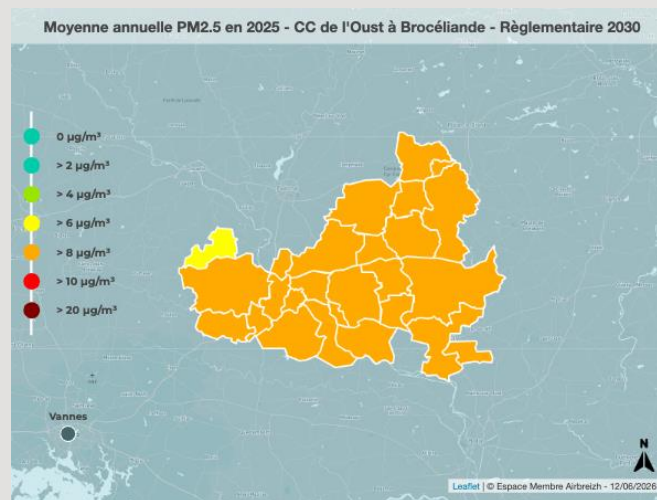 Moyenne annuelle PM2.5 en 2025 - CC de l'Oust à Brocéliande - Règlementaire 2030
0 µg/m³
> 2 µg/m³
> 4 µg/m³
> 6 µg/m³
> 8 µg/m³
> 10 µg/m³
> 20 µg/m³
Vannes
N
Leaflet | © Espace Membre Airbreizh - 12/06/2026